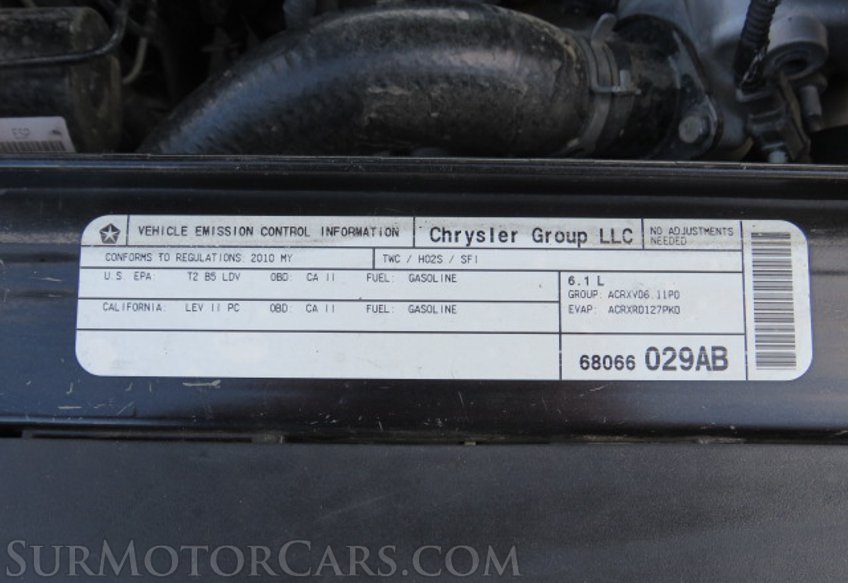 ESP
VEHICLE EMISSION CONTROL INFORMATION
Chrysler Group LLC
NO ADJUSTMENTS
NEEDED
CONFORMS TO REGULATIONS: 2010 MY
TWC / HO2S / SFI
U.S. EPA: T2 B5 LDV OBD: CA II FUEL: GASOLINE
CALIFORNIA: LEV II PC OBD: CA II FUEL: GASOLINE
6.1 L
GROUP: ACRXV06.11P0
EVAP: ACRXR0127PK0
68066 029AB
SURMOTORCARS.COM